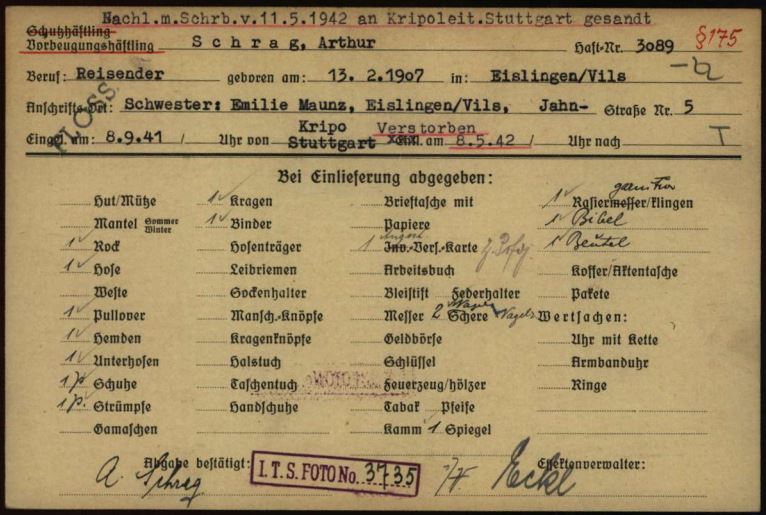 Nachl.m.Schrb.v.11.5.1942 an Kripoleit.Stuttgart gesandt
Schutzhäftling
Vorbeugungshäftling Schrag, Arthur Haft-Nr. 3089 §175
Beruf: Reisender geboren am: 13. 2.1907 in: Eislingen/Vils
Anschrifts-Ort: Schwester: Emilie Maunz, Eislingen/Vils, Jahn- Straße Nr. 5
FLOSS.
Eingel. am: 8.9.41 / Uhr von Kripo Stuttgart Verstorben am 8.5.42 / Uhr nach T
Bei Einlieferung abgegeben:
Hut/Mütze 1 Kragen Brieftasche mit 1 Rasiermesser/klingen
Mantel Sommer Winter 1 Binder Papiere 1 Bibel
1 Rock Hosenträger 1 Angest. Inv.-Vers.-Karte 1 Beutel
1 Hose Leibriemen Arbeitsbuch Koffer/Aktentasche
Weste Sockenhalter Bleistift Federhalter Pakete
1 Pullover Mansch.-Knöpfe Messer 2 Nagel Schere Nagel Wertsachen:
1 Hemden Kragenknöpfe Geldbörse Uhr mit Kette
1 Unterhosen Halstuch Schlüssel Armbanduhr
1 p. Schuhe Taschentuch Feuerzeug/hölzer Ringe
1 p. Strümpfe Handschuhe Tabak Pfeife
Gamaschen Kamm 1 Spiegel
Abgabe bestätigt: Effektenverwalter:
A. Schrag I.T.S. FOTO No. 3735 Eckl